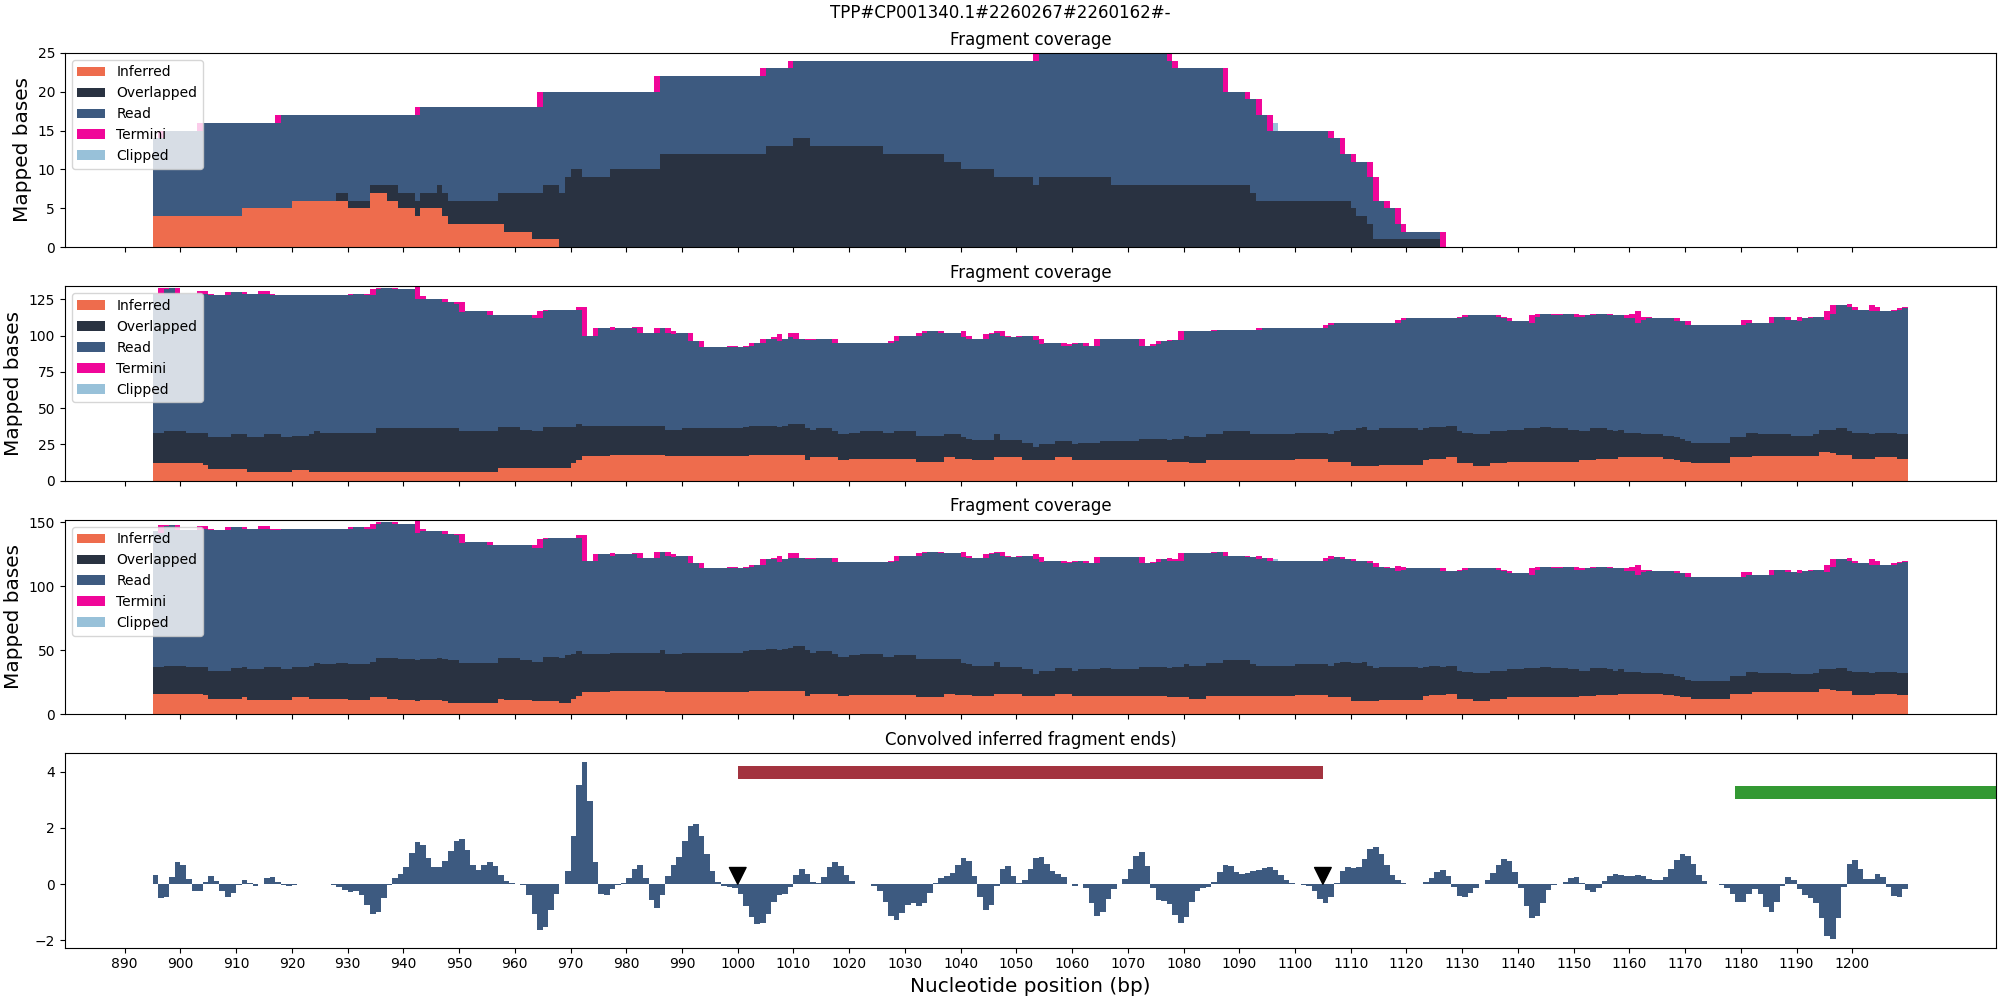 TPP#CP001340.1#2260267#2260162#-
Fragment coverage
Mapped bases
25
20
15
10
5
0
Inferred
Overlapped
Read
Termini
Clipped
Fragment coverage
Mapped bases
125
100
75
50
25
0
Inferred
Overlapped
Read
Termini
Clipped
Fragment coverage
Mapped bases
150
100
50
0
Inferred
Overlapped
Read
Termini
Clipped
Convolved inferred fragment ends)
4
2
0
−2
890 900 910 920 930 940 950 960 970 980 990 1000 1010 1020 1030 1040 1050 1060 1070 1080 1090 1100 1110 1120 1130 1140 1150 1160 1170 1180 1190 1200
Nucleotide position (bp)